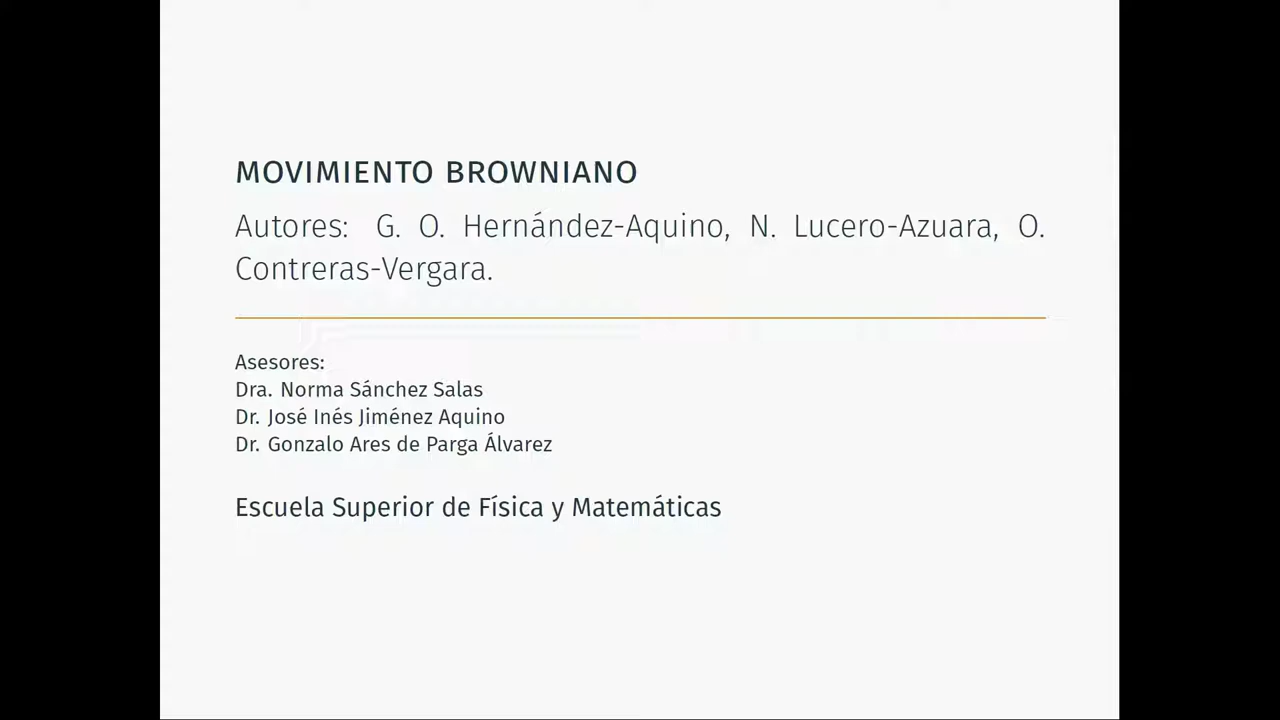 MOVIMIENTO BROWNIANO
Autores: G. O. Hernández-Aquino, N. Lucero-Azuara, O.
Contreras-Vergara.
Asesores:
Dra. Norma Sánchez Salas
Dr. José Inés Jiménez Aquino
Dr. Gonzalo Ares de Parga Álvarez
Escuela Superior de Física y Matemáticas